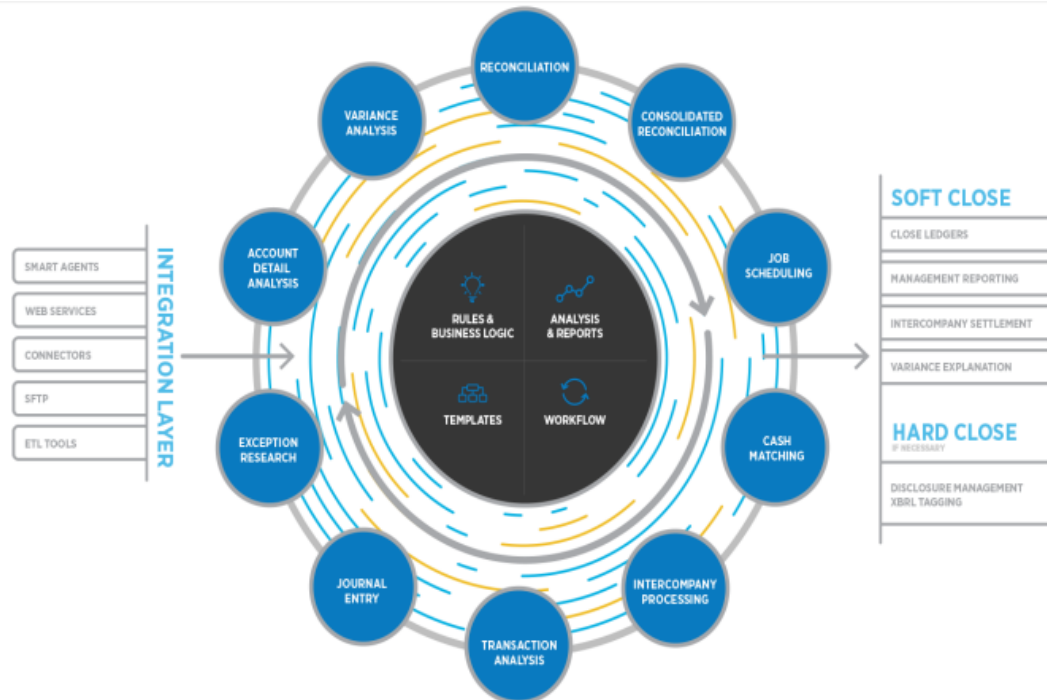 SMART AGENTS
WEB SERVICES
CONNECTORS
SFTP
ETL TOOLS
INTEGRATION LAYER
RECONCILIATION
CONSOLIDATED
RECONCILIATION
JOB
SCHEDULING
CASH
MATCHING
INTERCOMPANY
PROCESSING
TRANSACTION
ANALYSIS
JOURNAL
ENTRY
EXCEPTION
RESEARCH
ACCOUNT
DETAIL
ANALYSIS
VARIANCE
ANALYSIS
RULES &
BUSINESS LOGIC
ANALYSIS
& REPORTS
TEMPLATES
WORKFLOW
SOFT CLOSE
CLOSE LEDGERS
MANAGEMENT REPORTING
INTERCOMPANY SETTLEMENT
VARIANCE EXPLANATION
HARD CLOSE
IF NECESSARY
DISCLOSURE MANAGEMENT
XBRL TAGGING